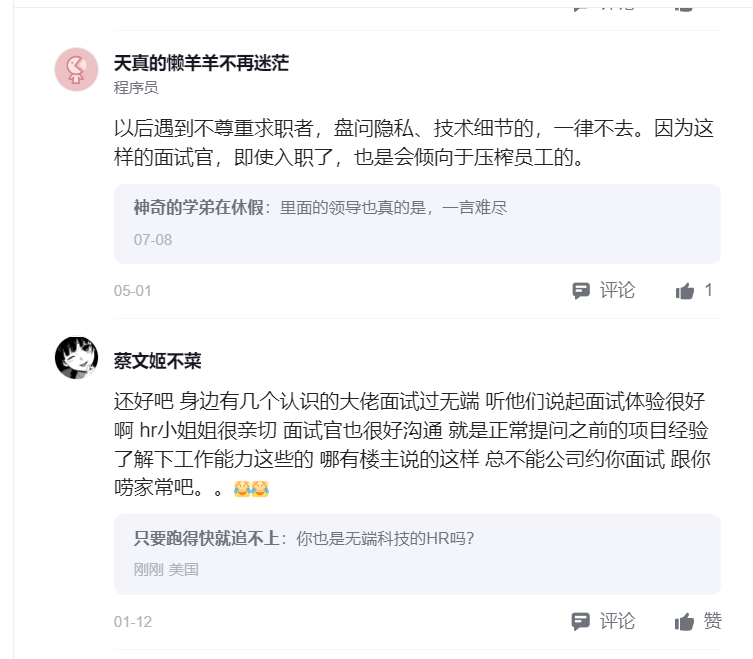 天真的懒羊羊不再迷茫
程序员
以后遇到不尊重求职者，盘问隐私、技术细节的，一律不去。因为这
样的面试官，即使入职了，也是会倾向于压榨员工的。
神奇的学弟在休假：里面的领导也真的是，一言难尽
07-08
05-01 评论 1
蔡文姬不菜
还好吧 身边有几个认识的大佬面试过无端 听他们说起面试体验很好
啊 hr小姐姐很亲切 面试官也很好沟通 就是正常提问之前的项目经验
了解下工作能力这些的 哪有楼主说的这样 总不能公司约你面试 跟你
唠家常吧。。😂😂
只要跑得快就追不上：你也是无端科技的HR吗?
刚刚 美国
01-12 评论 赞